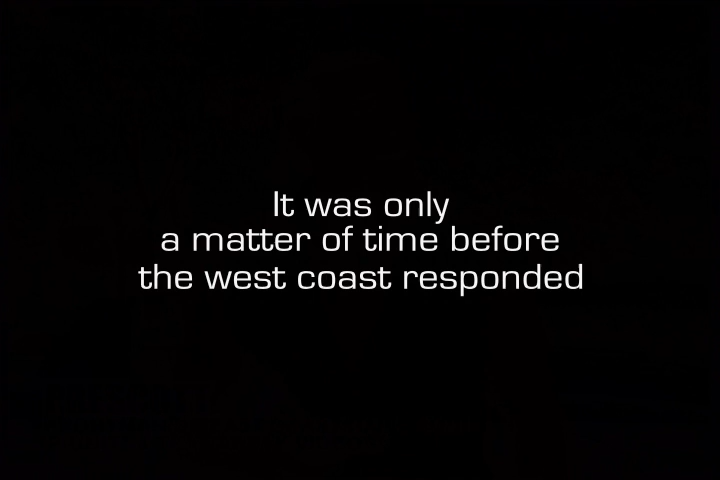 It was only
a matter of time before
the west coast responded